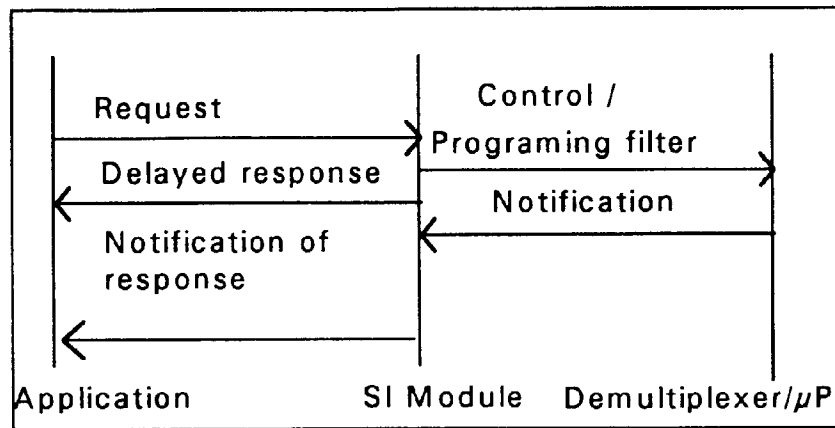 Request
Control /
Programing filter
Delayed response
Notification
Notification of
response
Application
SI Module
Demultiplexer/μP